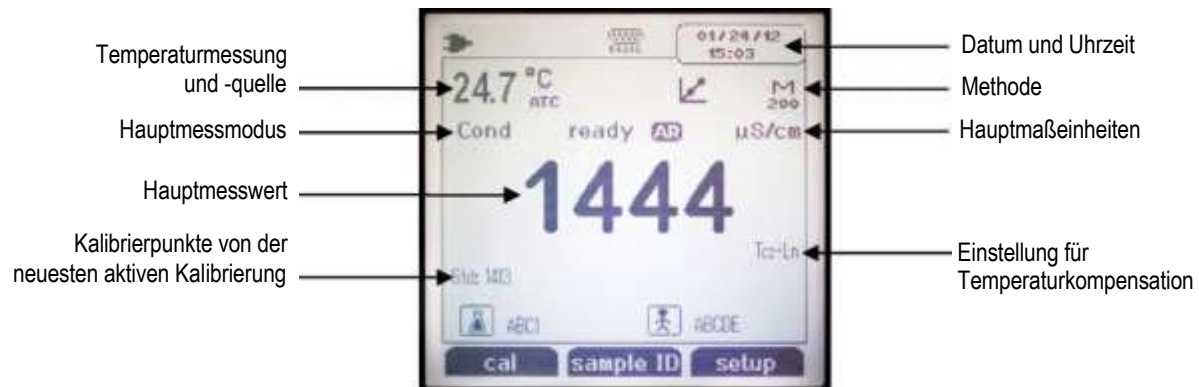 Temperaturmessung
und -quelle
Hauptmessmodus
Hauptmesswert
Kalibrierpunkte von der
neuesten aktiven Kalibrierung
01/24/12
15:03
24.7 °C
ATC
M
200
Cond ready AR µS/cm
1444
Tcz-Ln
Std: 1413
ABC1 ABCDE
cal sample ID setup
Datum und Uhrzeit
Methode
Hauptmaßeinheiten
Einstellung für
Temperaturkompensation